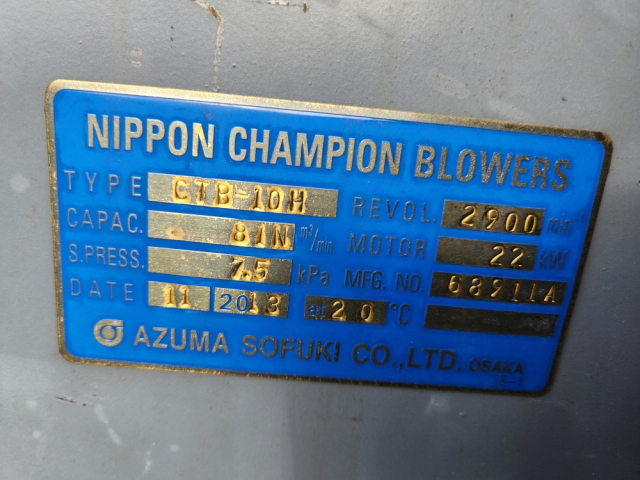 NIPPON CHAMPION BLOWERS
TYPE CTB-10H REVOL. 2900 min⁻¹
CAPAC. 81N m³/min MOTOR 22 kW
S.PRESS. 7.5 kPa MFG. NO. 68911A
DATE 11 2013 at 20 °C
AZUMA SOFUKI CO.,LTD. OSAKA